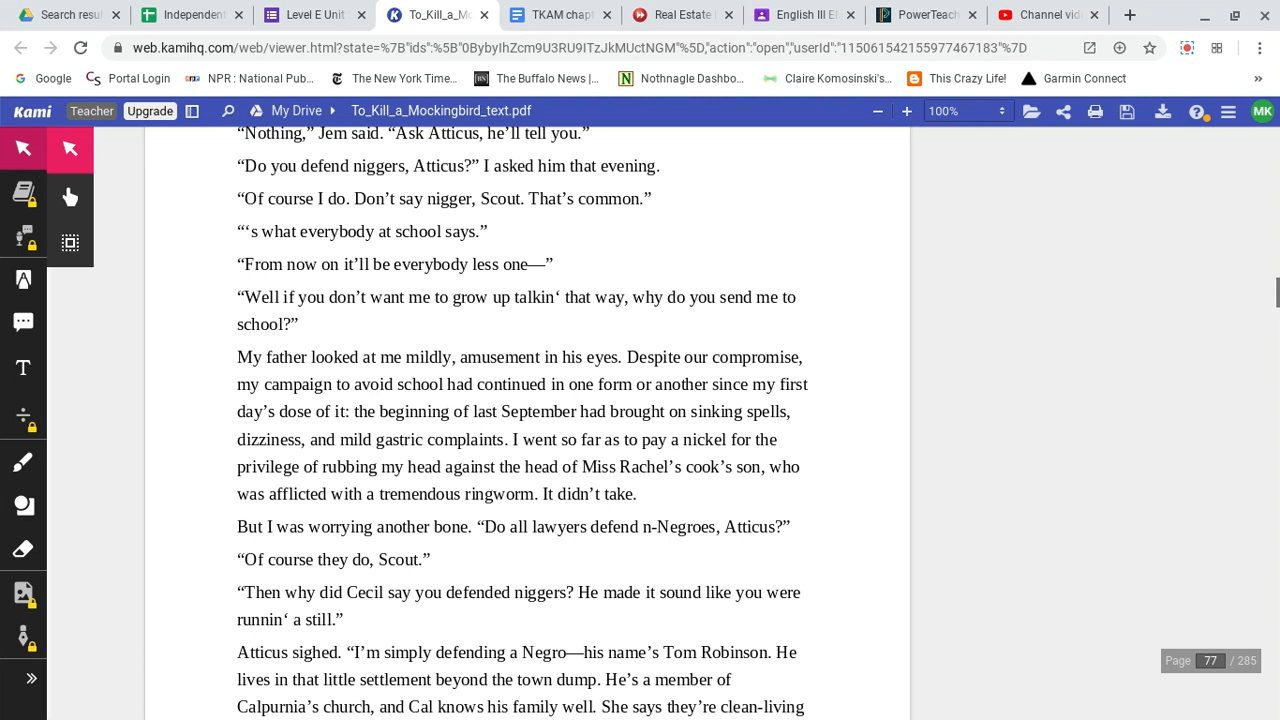 Search resu
Independent
Level E Unit
To_Kill_a_Mo
TKAM chapt
Real Estate
English III El
PowerTeach
Channel vid
web.kamihq.com/web/viewer.html?state=%7B"ids":%5B"0BybyIhZcm9U3RU9ITzJkMUctNGM"%5D,"action":"open","userId":"115061542155977467183"%7D
Google
Portal Login
NPR : National Pub...
The New York Time...
The Buffalo News |...
Nothnagle Dashbo...
Claire Komosinski's...
This Crazy Life!
Garmin Connect
Kami Teacher Upgrade My Drive To_Kill_a_Mockingbird_text.pdf 100% MK
“Nothing,” Jem said. “Ask Atticus, he’ll tell you.”
“Do you defend niggers, Atticus?” I asked him that evening.
“Of course I do. Don’t say nigger, Scout. That’s common.”
“‘s what everybody at school says.”
“From now on it’ll be everybody less one—”
“Well if you don’t want me to grow up talkin‘ that way, why do you send me to
school?”
My father looked at me mildly, amusement in his eyes. Despite our compromise,
my campaign to avoid school had continued in one form or another since my first
day’s dose of it: the beginning of last September had brought on sinking spells,
dizziness, and mild gastric complaints. I went so far as to pay a nickel for the
privilege of rubbing my head against the head of Miss Rachel’s cook’s son, who
was afflicted with a tremendous ringworm. It didn’t take.
But I was worrying another bone. “Do all lawyers defend n-Negroes, Atticus?”
“Of course they do, Scout.”
“Then why did Cecil say you defended niggers? He made it sound like you were
runnin‘ a still.”
Atticus sighed. “I’m simply defending a Negro—his name’s Tom Robinson. He
lives in that little settlement beyond the town dump. He’s a member of
Calpurnia’s church, and Cal knows his family well. She says they’re clean-living
Page 77 / 285